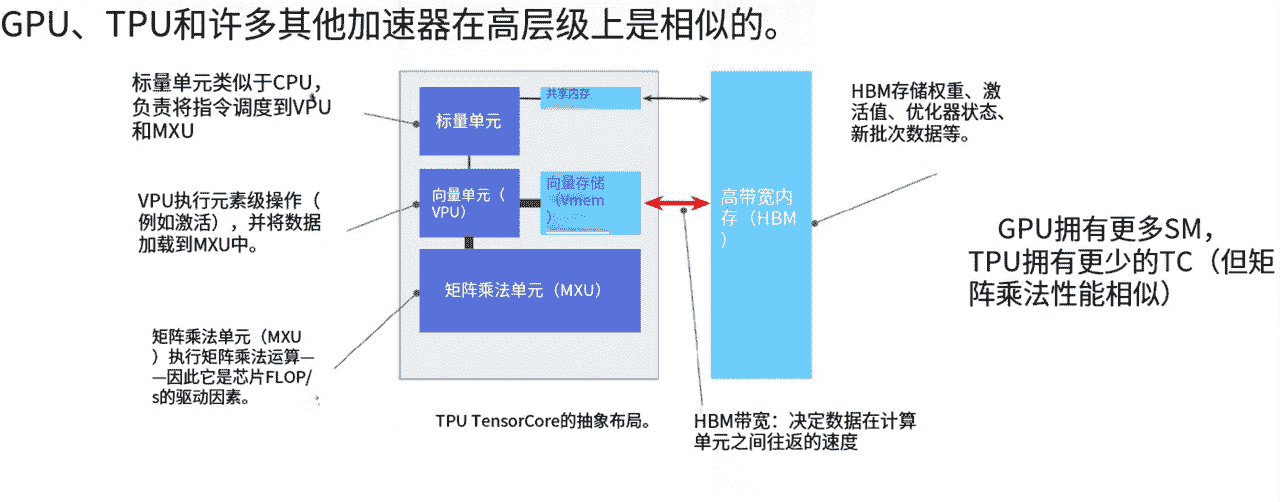 GPU、TPU和许多其他加速器在高层级上是相似的。
标量单元类似于CPU，
负责将指令调度到VPU
和MXU
VPU执行元素级操作（
例如激活），并将数据
加载到MXU中。
矩阵乘法单元（MXU
）执行矩阵乘法运算—
—因此它是芯片FLOP/
s的驱动因素。
标量单元
共享内存
向量单元（
VPU）
向量存储
（Vmem
）
矩阵乘法单元（MXU）
高带宽内
存（HBM
）
HBM存储权重、激
活值、优化器状态、
新批次数据等。
GPU拥有更多SM，
TPU拥有更少的TC（但矩
阵乘法性能相似）
TPU TensorCore的抽象布局。
HBM带宽：决定数据在计算
单元之间往返的速度